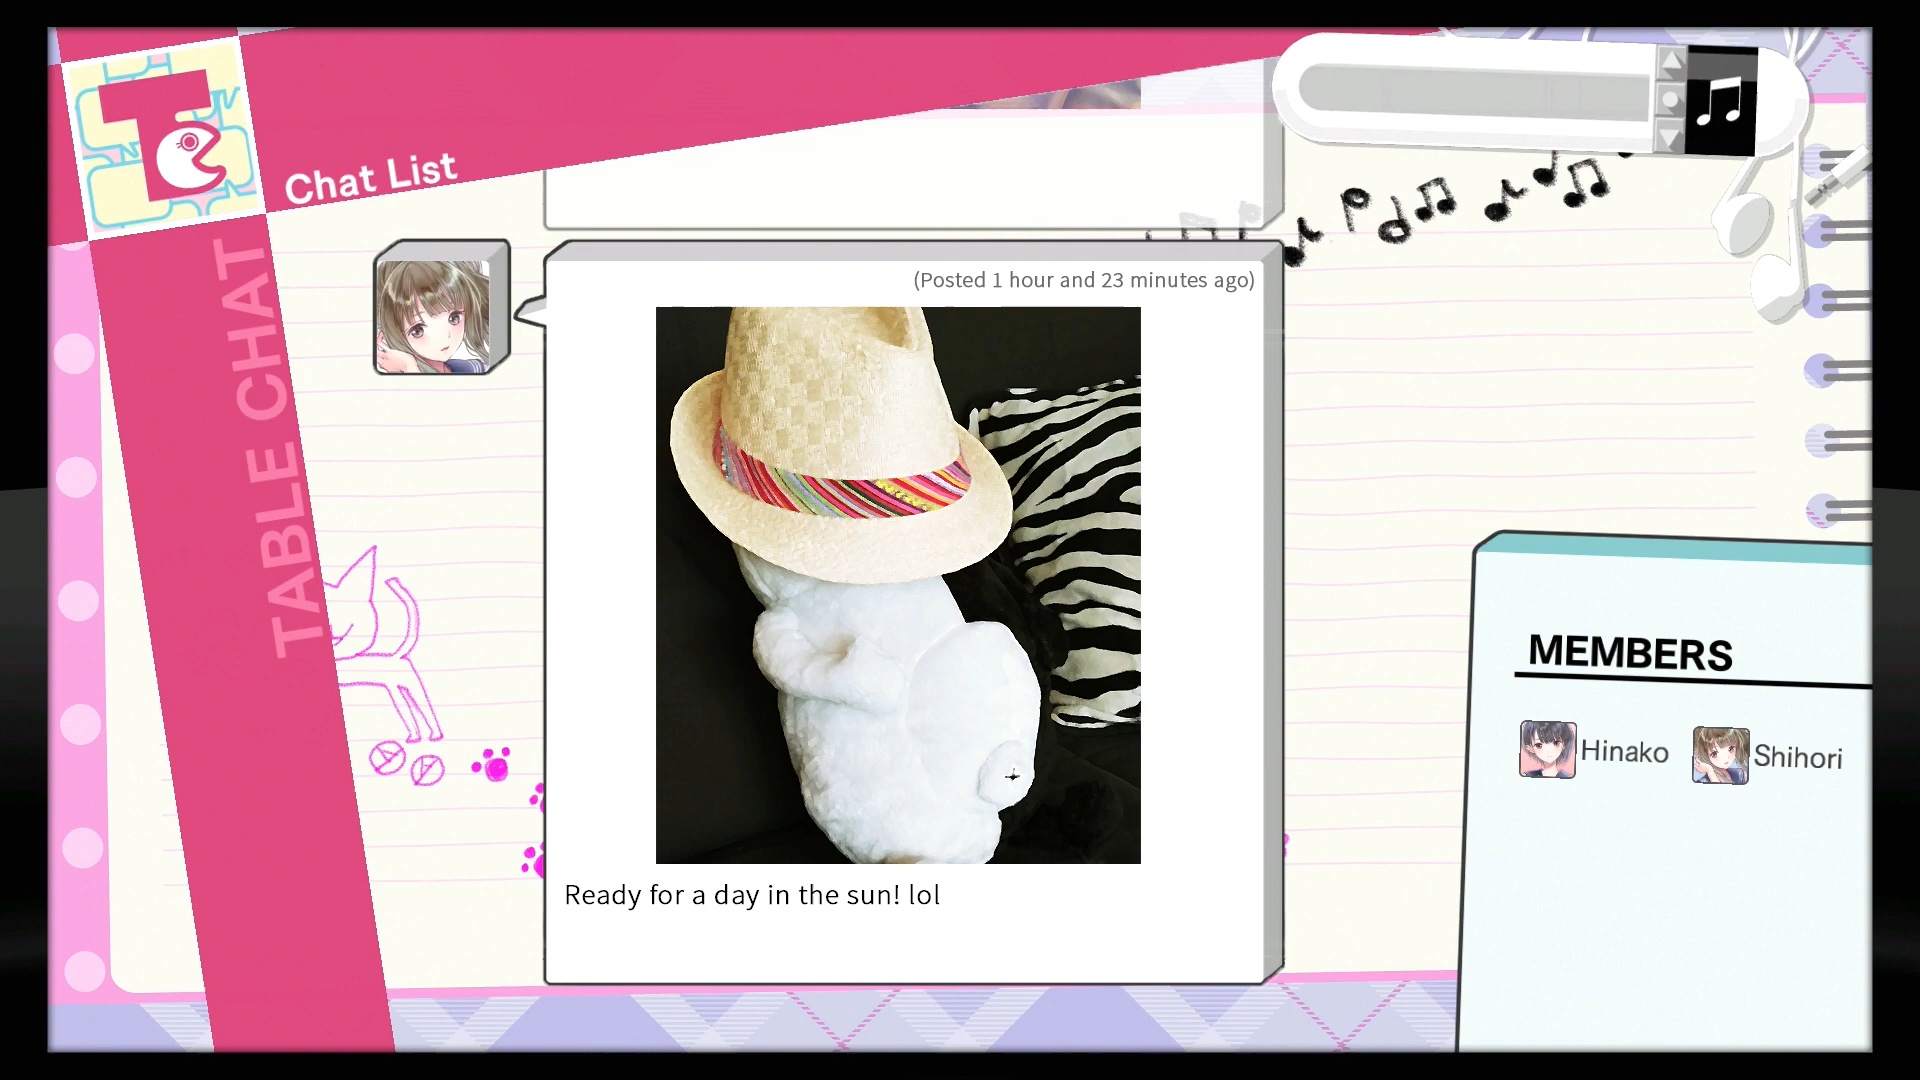 Chat List
TABLE CHAT
(Posted 1 hour and 23 minutes ago)
Ready for a day in the sun! lol
MEMBERS
Hinako
Shihori